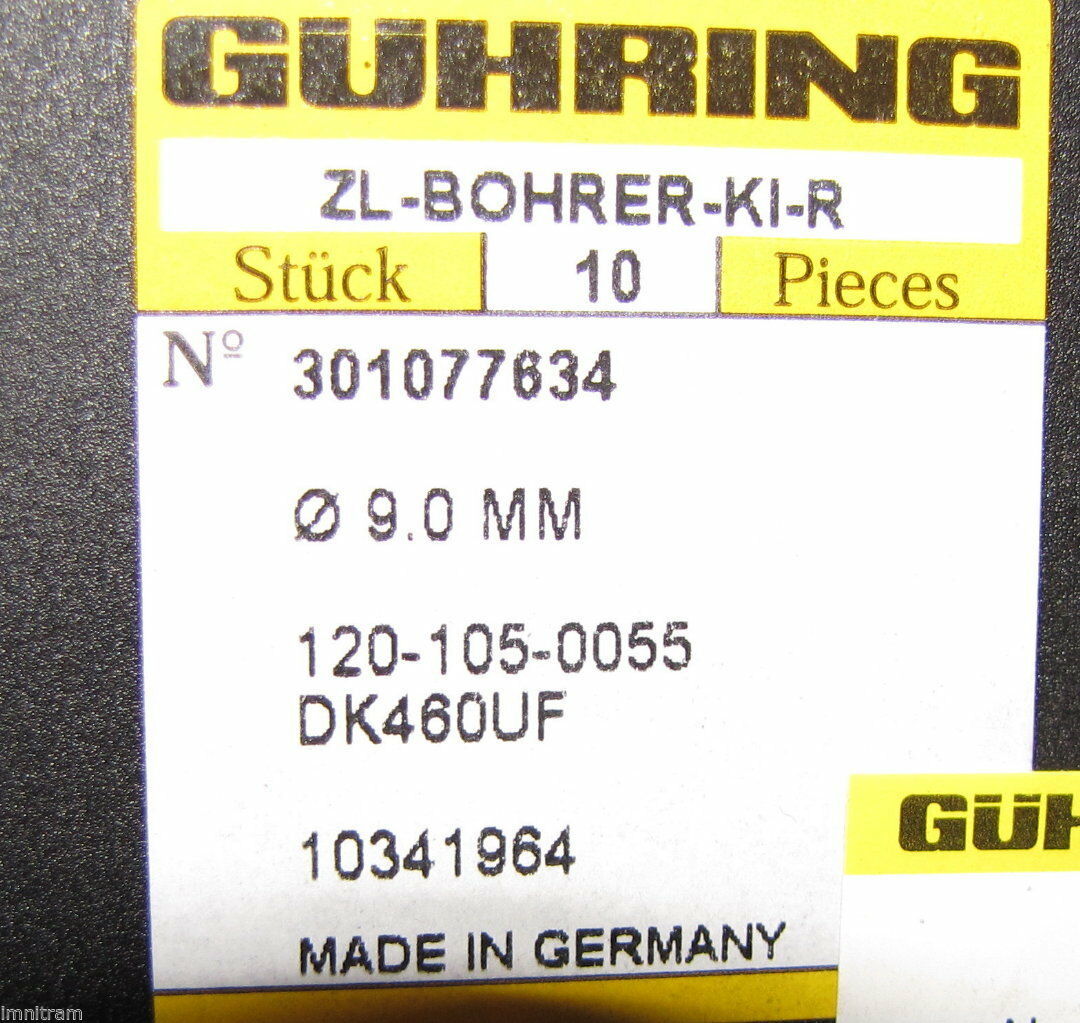 GÜHRING
ZL-BOHRER-KI-R
Stück 10 Pieces
Nº 301077634
Ø 9.0 MM
120-105-0055
DK460UF
10341964
MADE IN GERMANY
GÜH
lmnitram